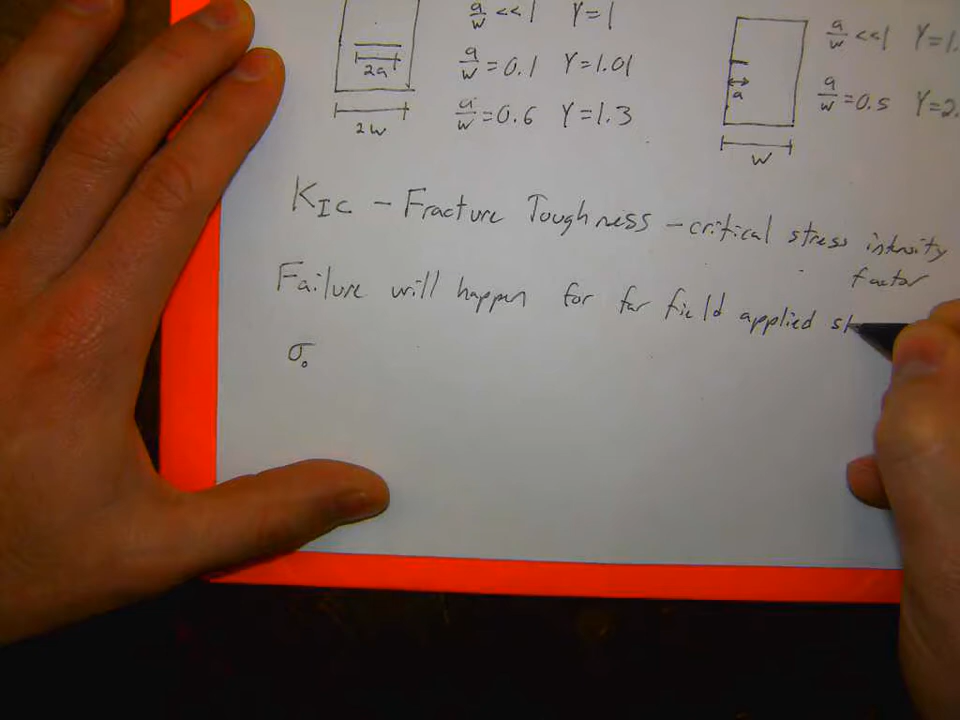 a/w <<1 Y=1
a/w =0.1 Y=1.01
a/w =0.6 Y=1.3
2a
2w
a/w <<1 Y=1.
a/w =0.5 Y=2.
a
w
KIC - Fracture Toughness - critical stress intensity
factor
Failure will happen for far field applied st
σ₀